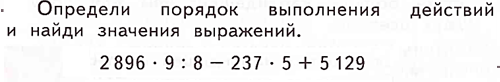 Определи порядок выполнения действий
и найди значения выражений.
2 896 · 9 : 8 − 237 · 5 + 5 129